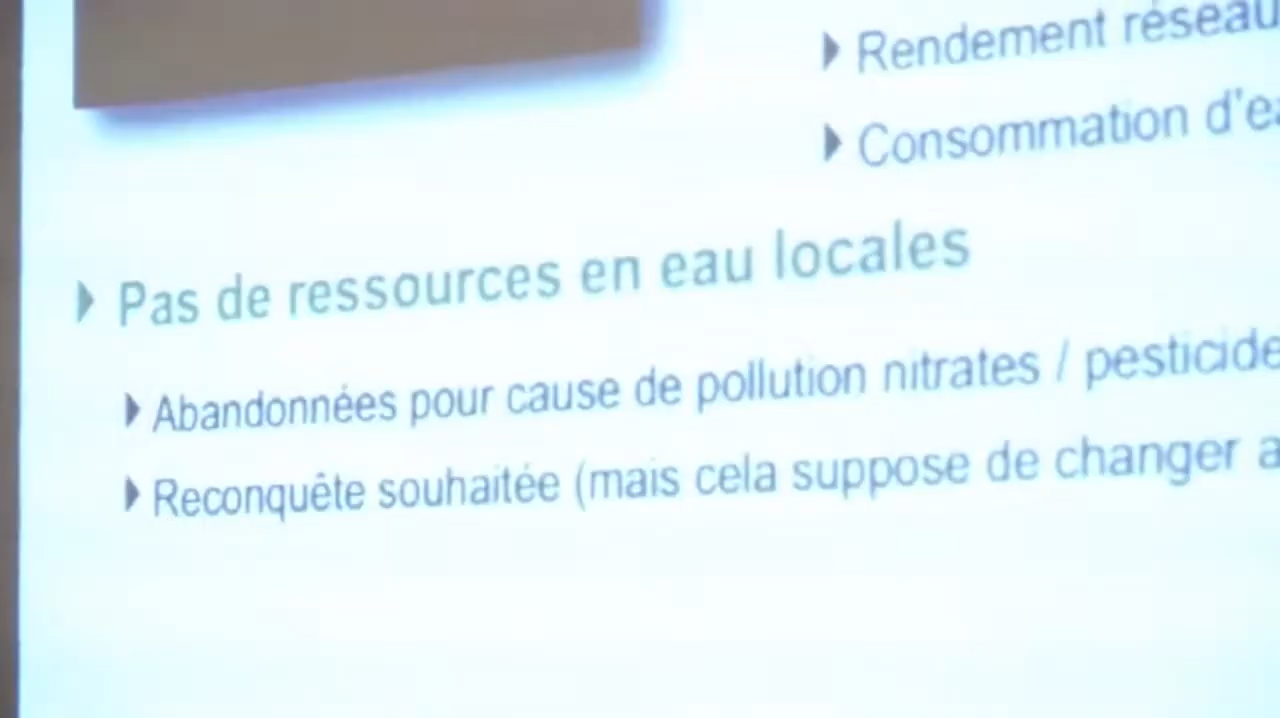 Rendement réseau
Consommation d'ea
Pas de ressources en eau locales
Abandonnées pour cause de pollution nitrates / pesticide
Reconquête souhaitée (mais cela suppose de changer a